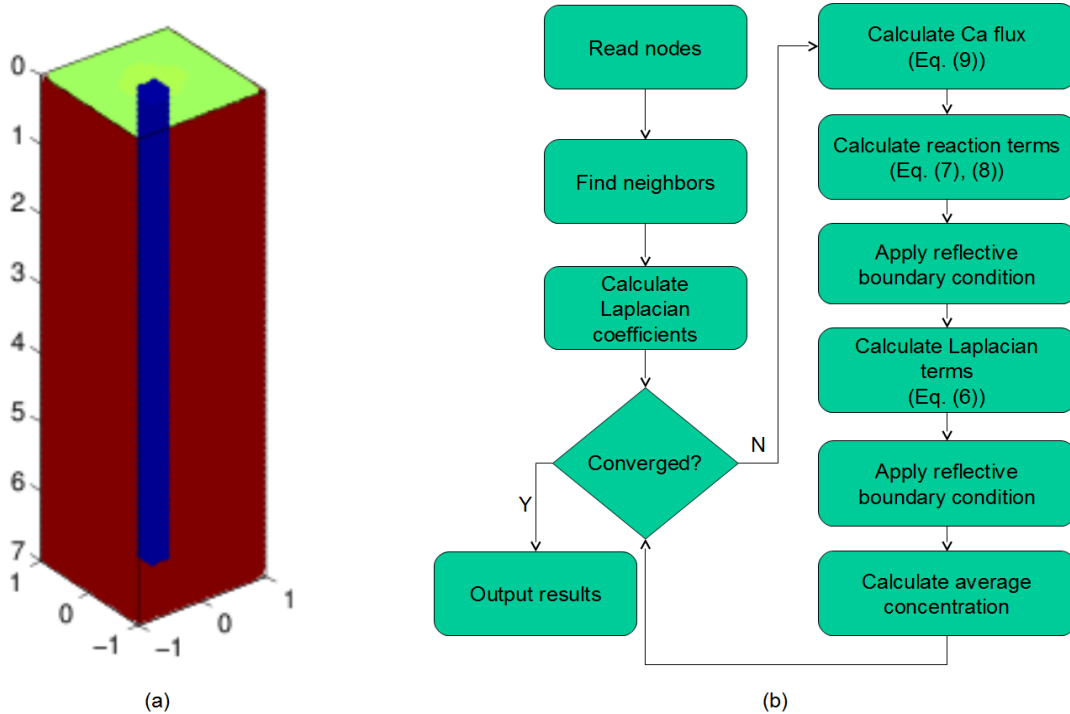 0
1
2
3
4
5
6
7
1
0
-1
-1
0
1
(a)
Read nodes
Find neighbors
Calculate
Laplacian
coefficients
Converged?
Y
N
Output results
Calculate Ca flux
(Eq. (9))
Calculate reaction terms
(Eq. (7), (8))
Apply reflective
boundary condition
Calculate Laplacian
terms
(Eq. (6))
Apply reflective
boundary condition
Calculate average
concentration
(b)